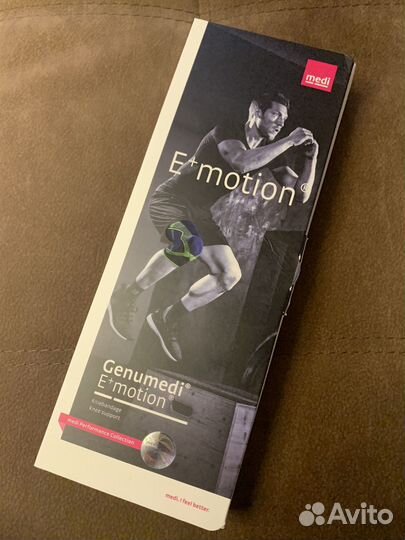 medi
E+motion®
Genumedi®
E+motion®
Kniebandage
Knee support
medi Performance Collection
medi. I feel better.
Avito